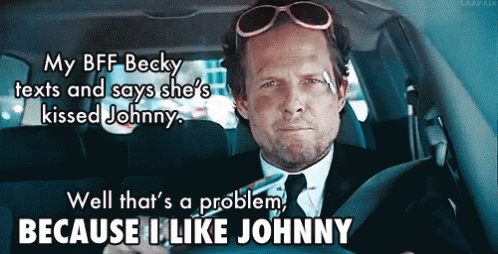 My BFF Becky
texts and says she's
kissed Johnny.
Well that's a problem,
BECAUSE I LIKE JOHNNY